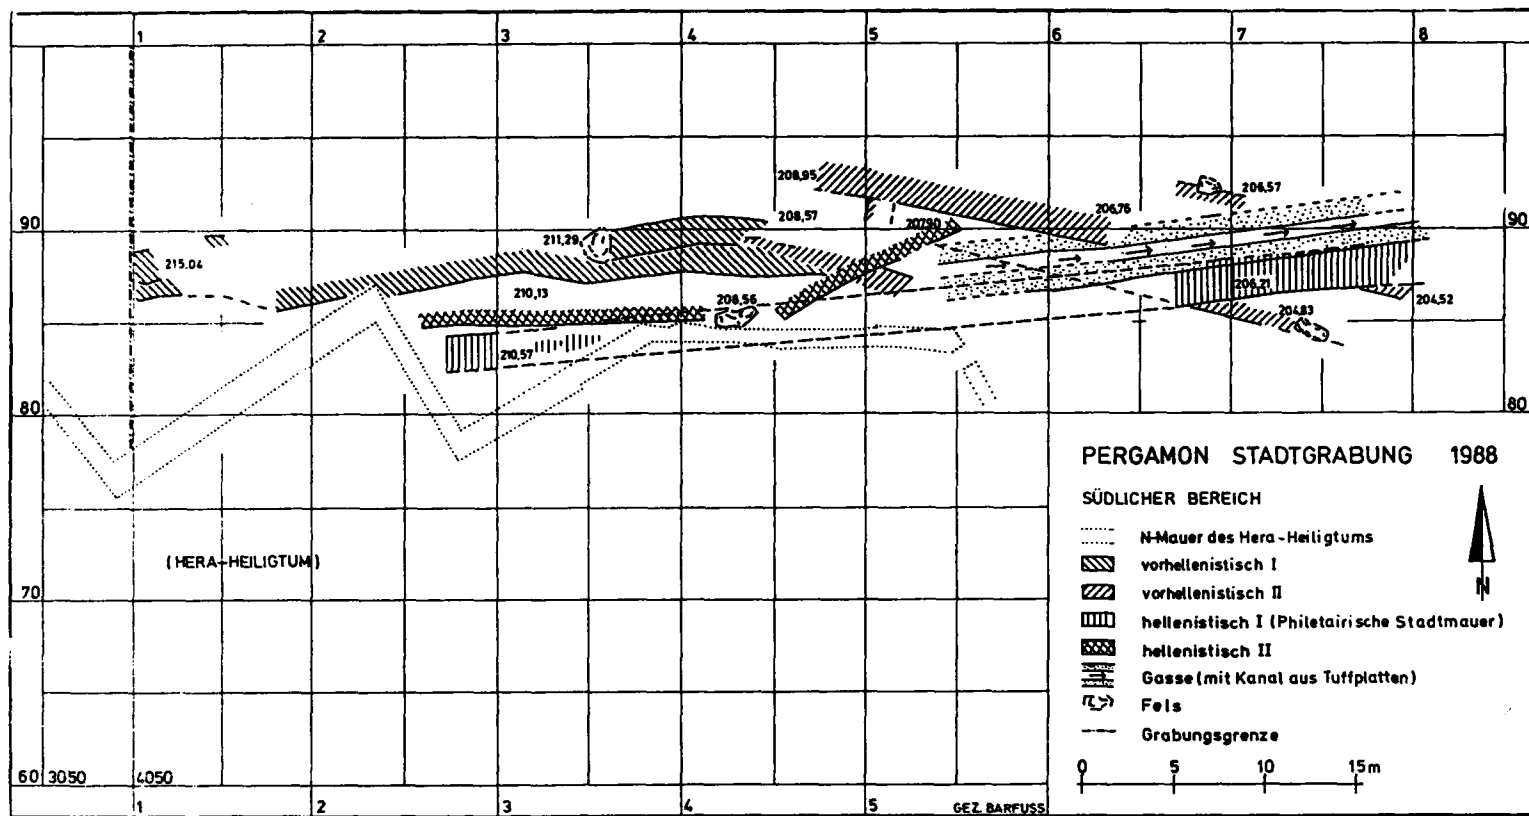 1 2 3 4 5 6 7 8
208,95
206,57
208,57
206,76
90 90
207,90
211,29
215.04
206,21
210,13
208,56
204,52
204,83
210,57
80 80
PERGAMON STADTGRABUNG 1988
SÜDLICHER BEREICH
N-Mauer des Hera-Heiligtums
(HERA-HEILIGTUM)
vorhellenistisch I
70
vorhellenistisch II
N
hellenistisch I (Philetairische Stadtmauer)
hellenistisch II
Gasse (mit Kanal aus Tuffplatten)
Fels
Grabungsgrenze
60 3050 4050
0 5 10 15m
1 2 3 4 5
GEZ. BARFUSS